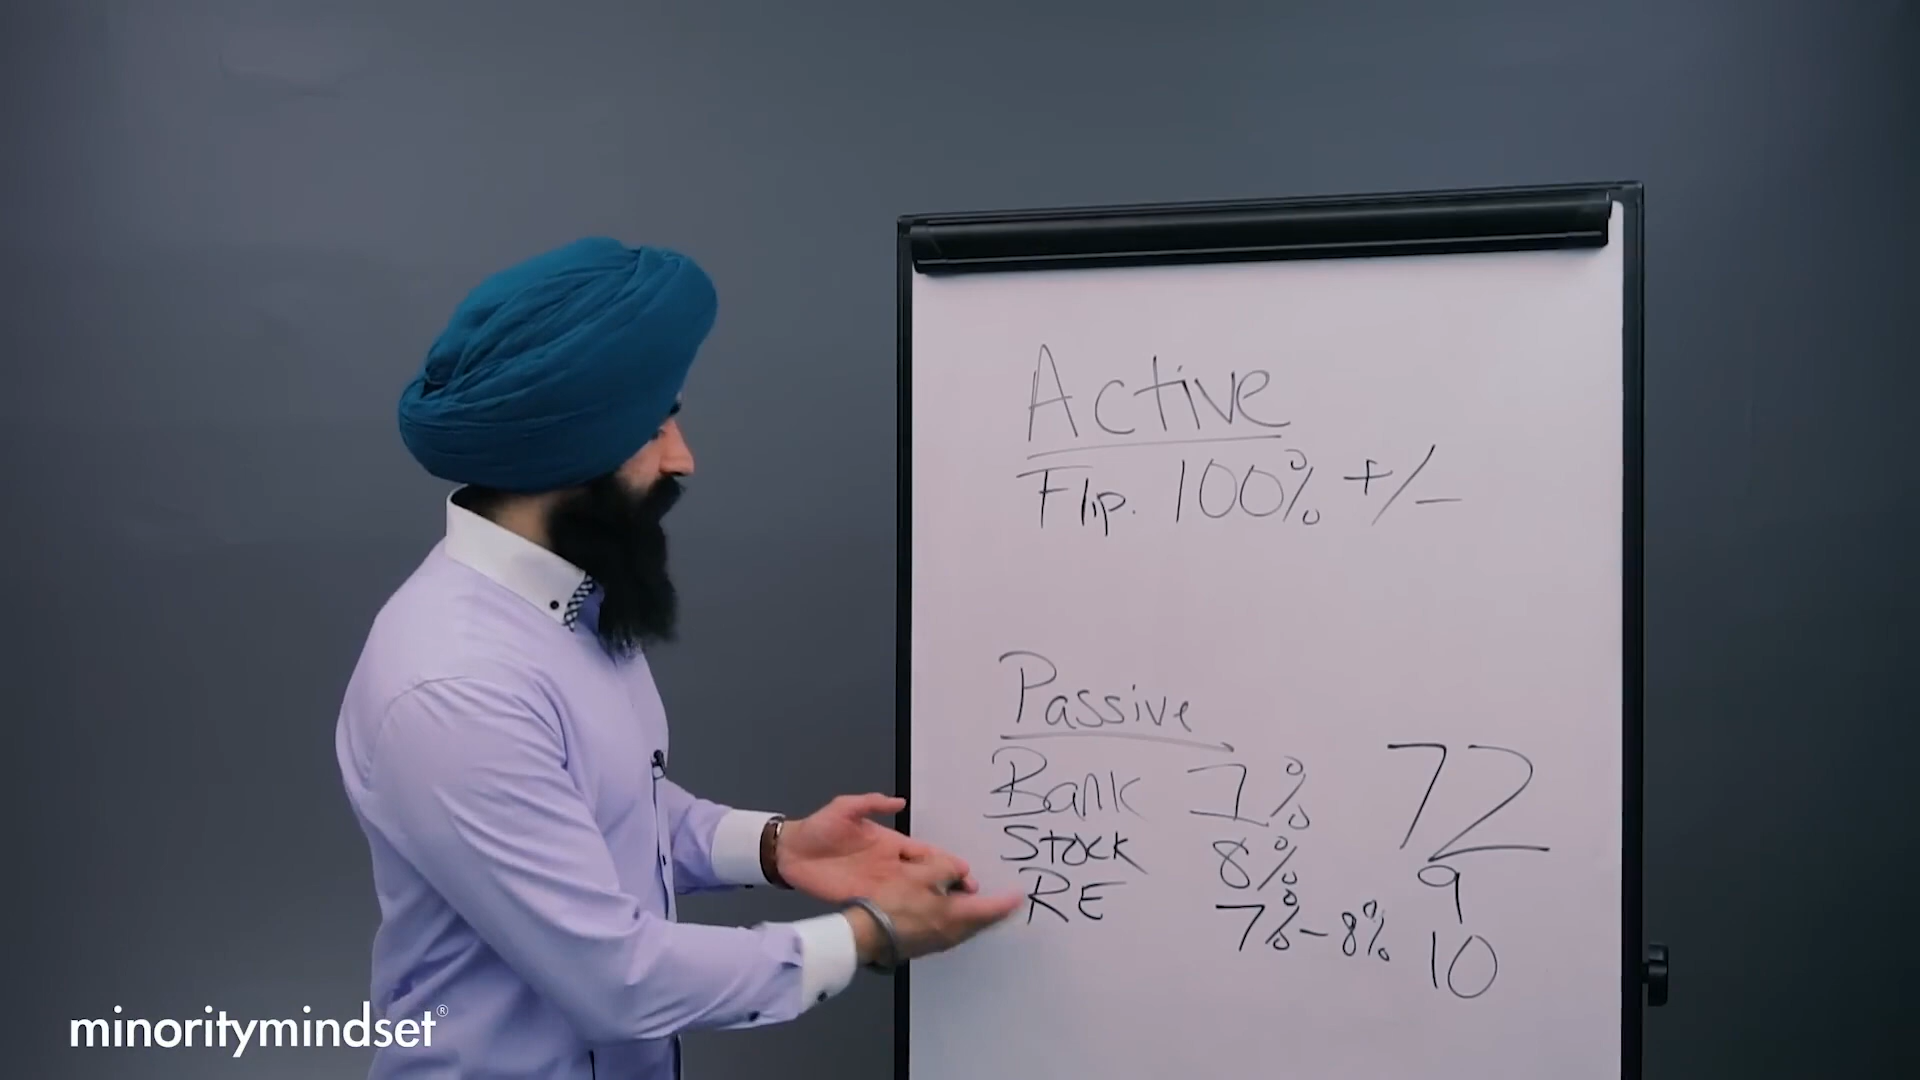 Active
Flip. 100% +/-
Passive
Bank 1% 72
Stock 8% 9
RE 7%-8% 10
minoritymindset®